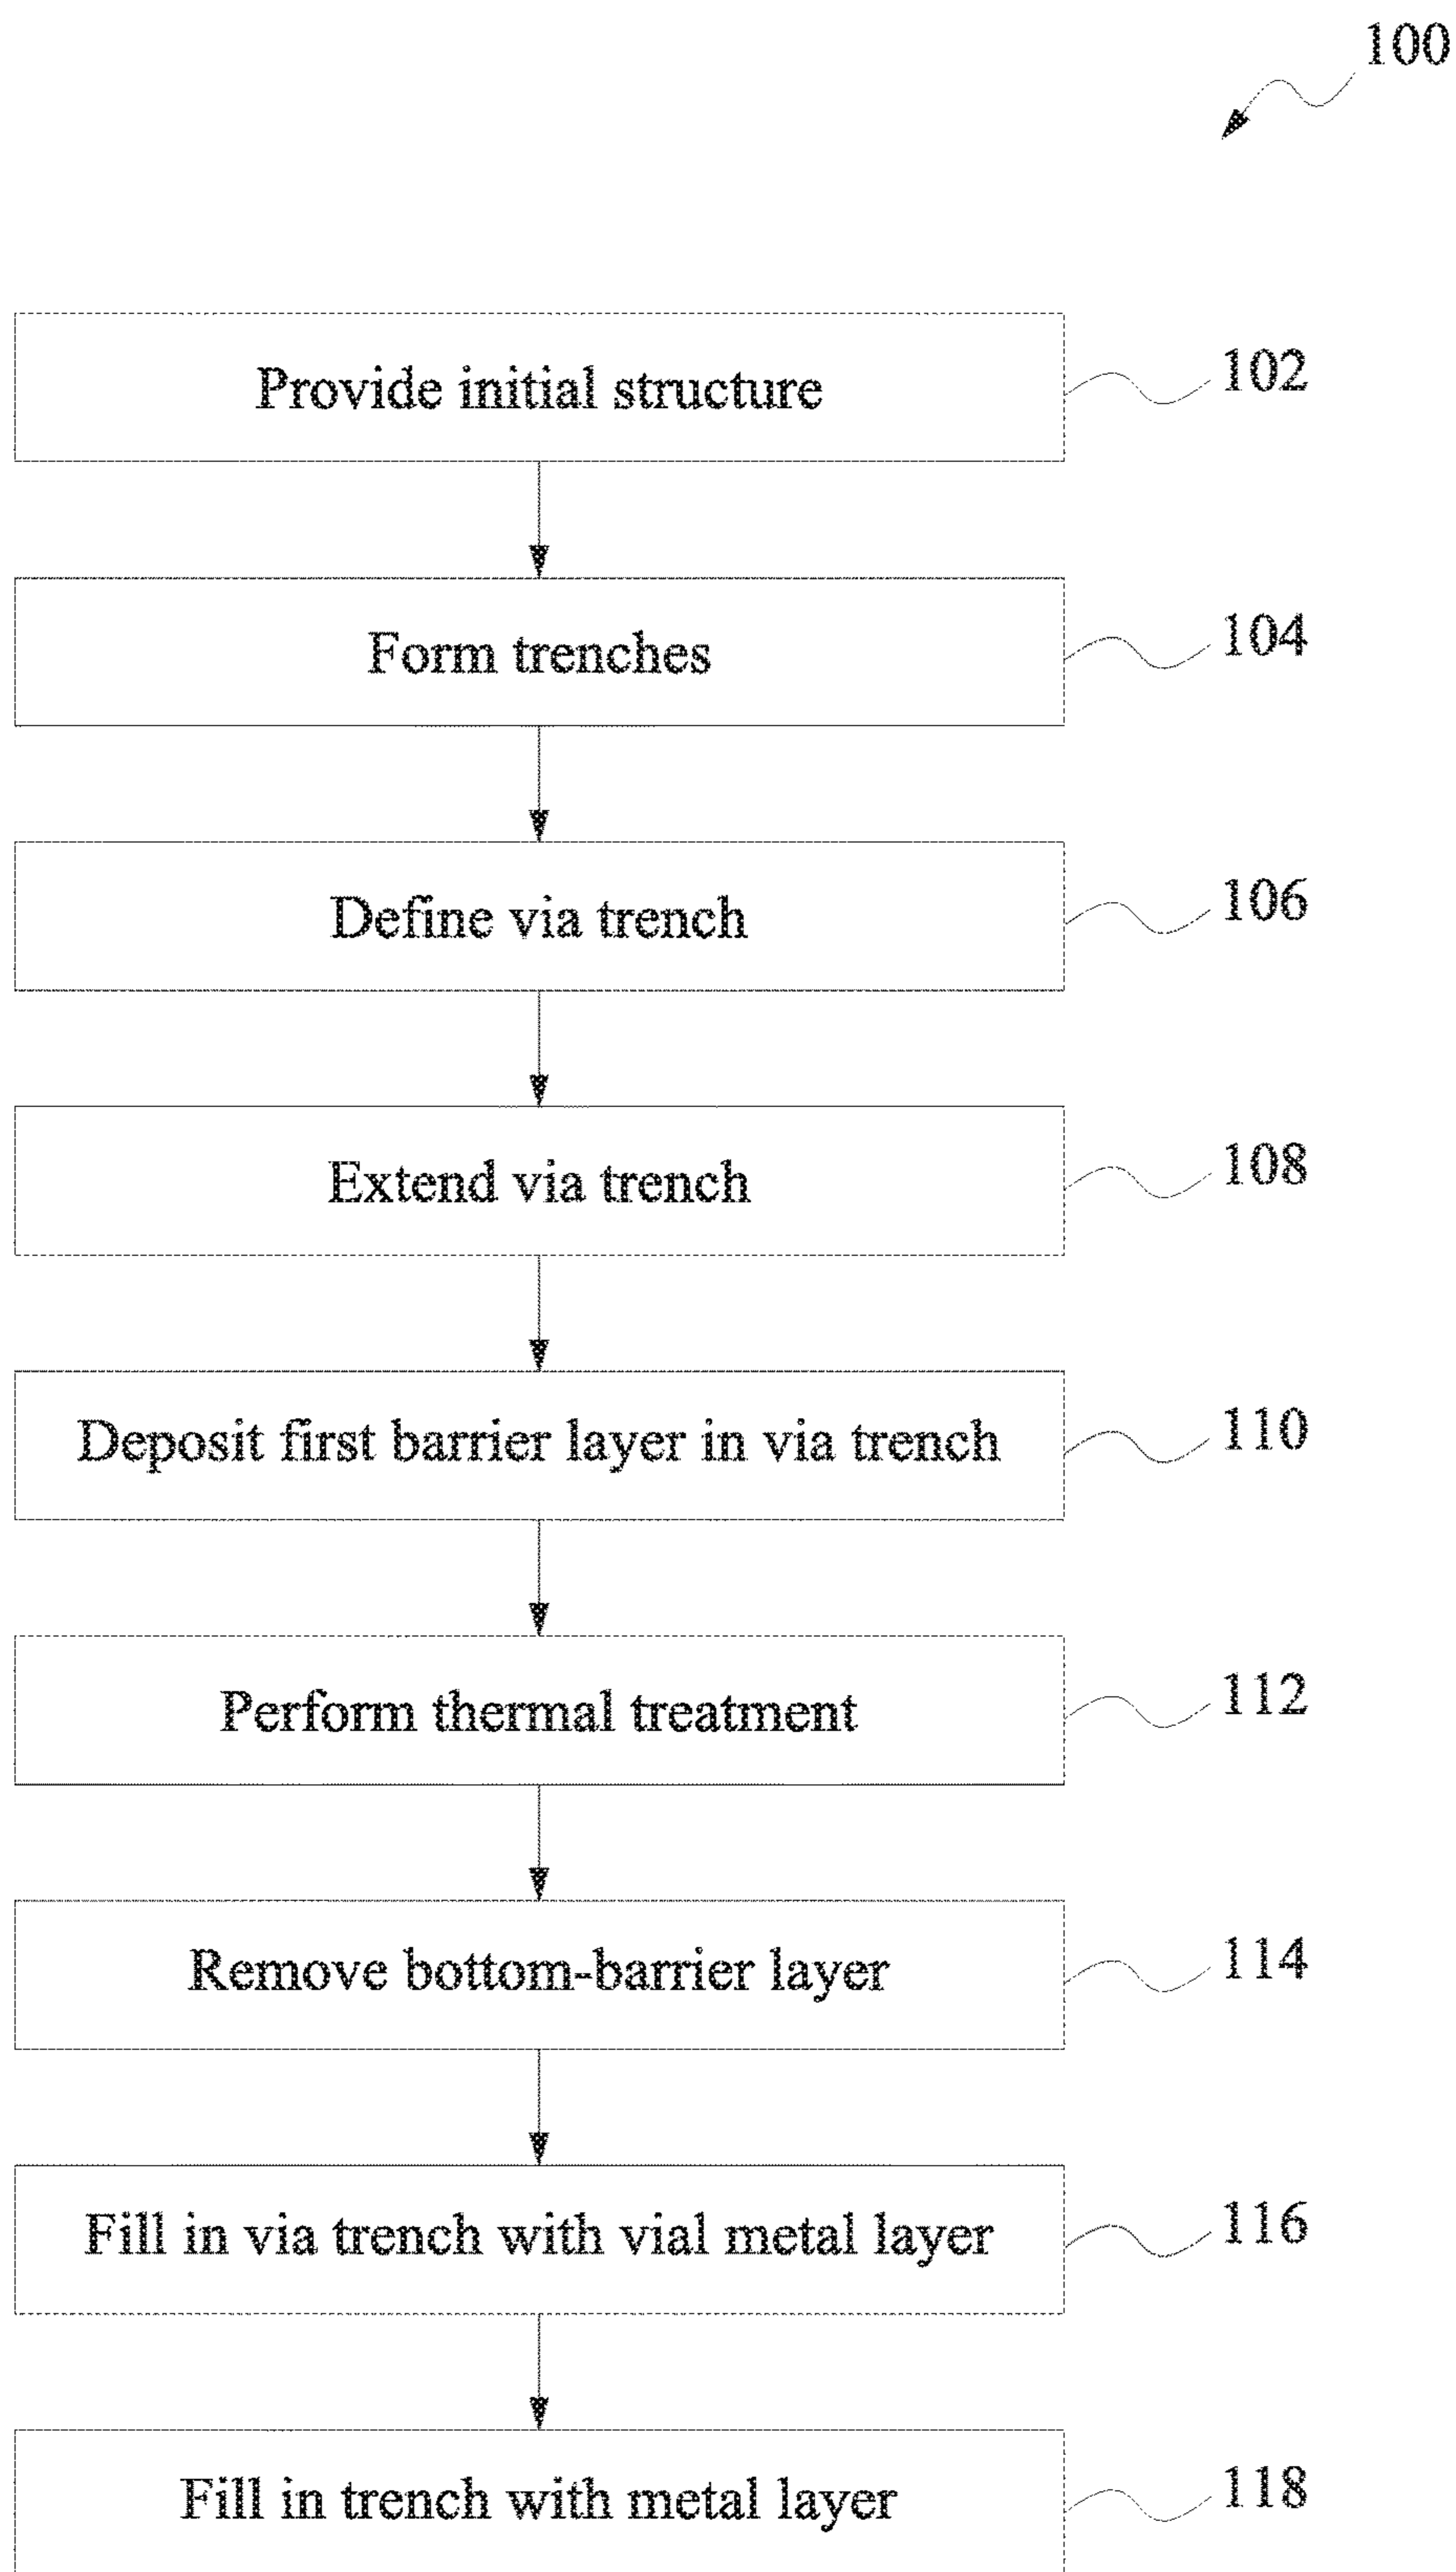 100
Provide initial structure 102
Form trenches 104
Define via trench 106
Extend via trench 108
Deposit first barrier layer in via trench 110
Perform thermal treatment 112
Remove bottom-barrier layer 114
Fill in via trench with vial metal layer 116
Fill in trench with metal layer 118